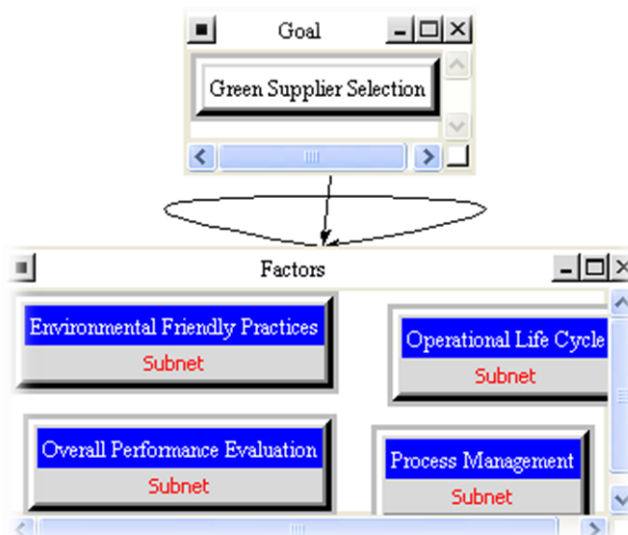 Goal
Green Supplier Selection
Factors
Environmental Friendly Practices
Subnet
Operational Life Cycle
Subnet
Overall Performance Evaluation
Subnet
Process Management
Subnet